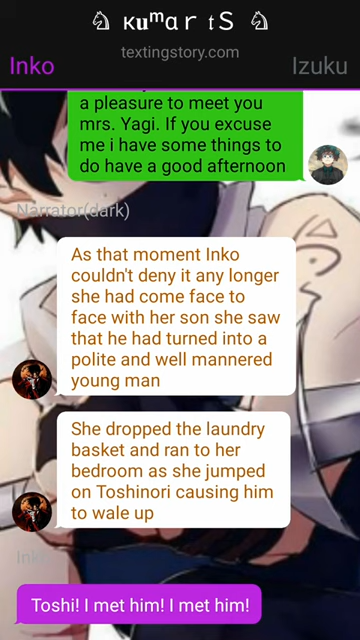 ♘ ᴋᴜᵐɑｒ ｔＳ ♘
textingstory.com
Inko Izuku
a pleasure to meet you
mrs. Yagi. If you excuse
me i have some things to
do have a good afternoon
Narrator(dark)
As that moment Inko
couldn't deny it any longer
she had come face to
face with her son she saw
that he had turned into a
polite and well mannered
young man
She dropped the laundry
basket and ran to her
bedroom as she jumped
on Toshinori causing him
to wale up
Inko
Toshi! I met him! I met him!